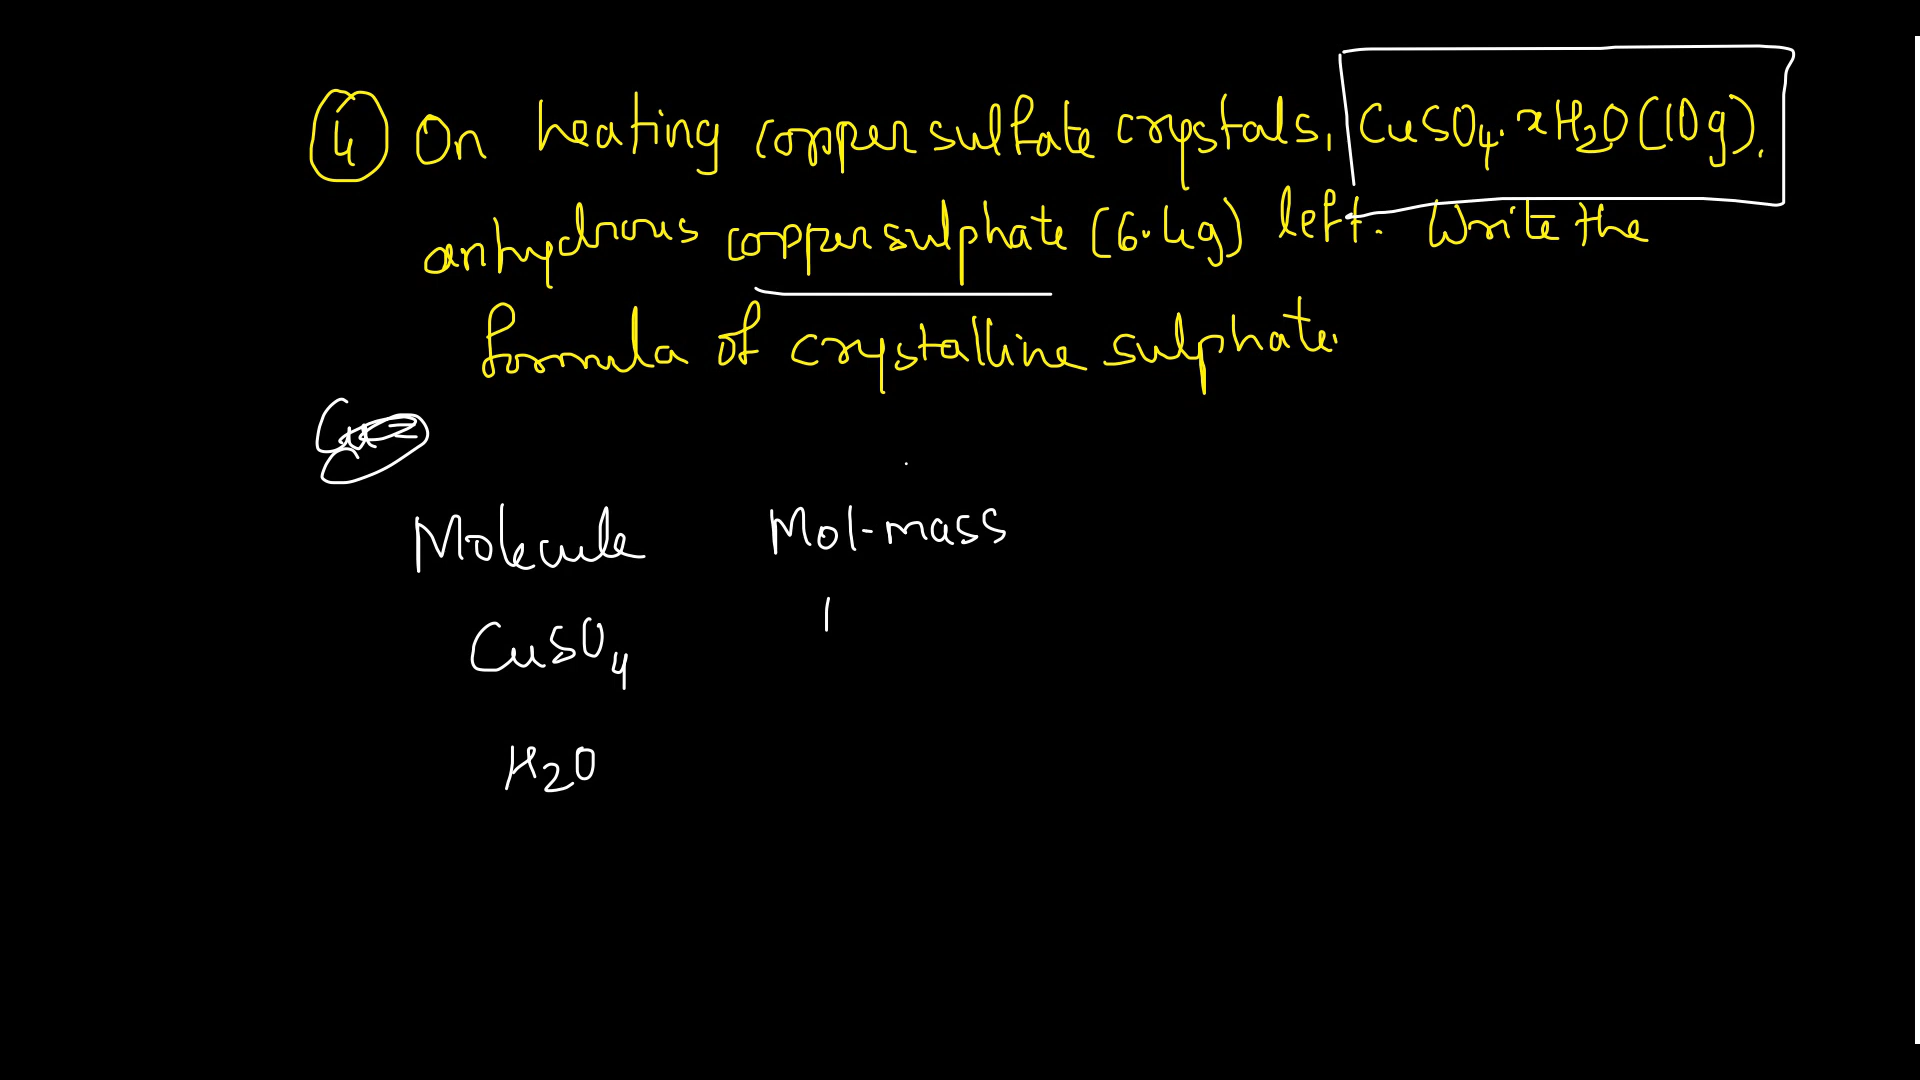 4 On heating copper sulfate crystals, CuSO4·xH2O (10g),
anhydrous copper sulphate (6.4g) left. Write the
formula of crystalline sulphate.
Molecule Mol-mass
CuSO4 1
H2O